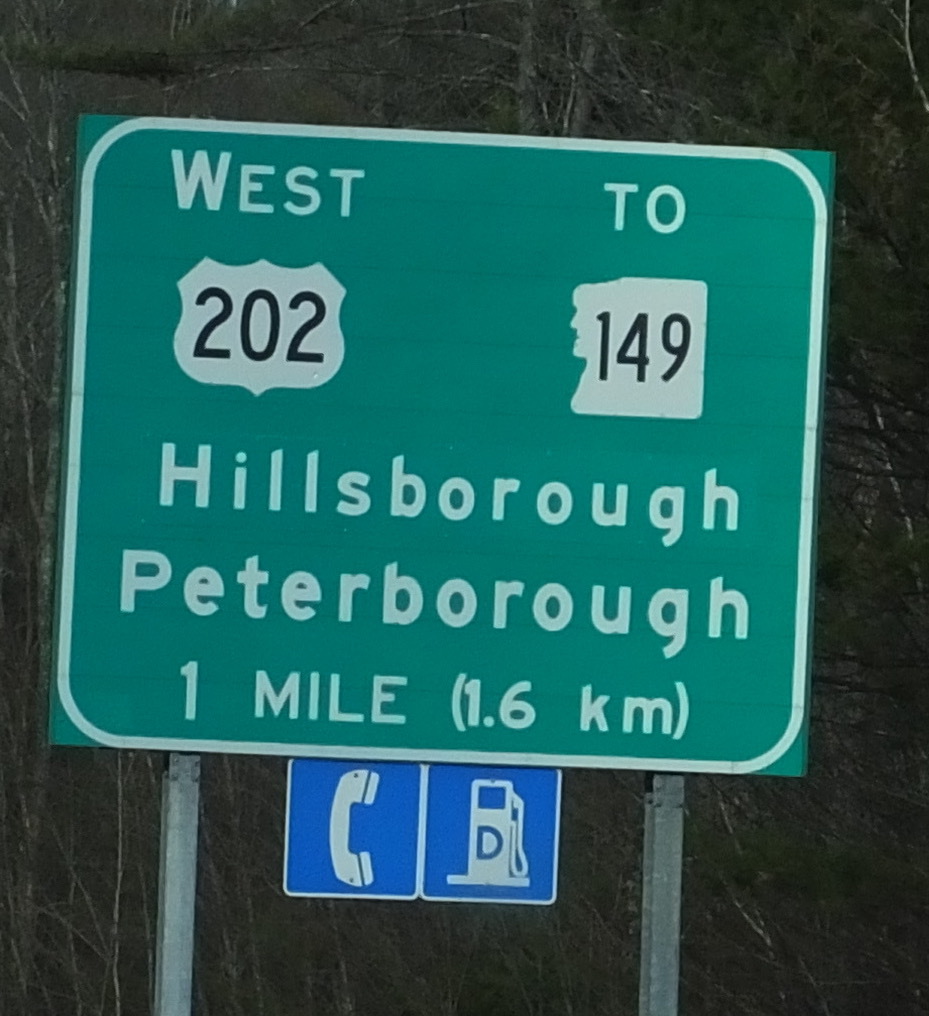 WEST TO
202 149
Hillsborough
Peterborough
1 MILE (1.6 km)
D